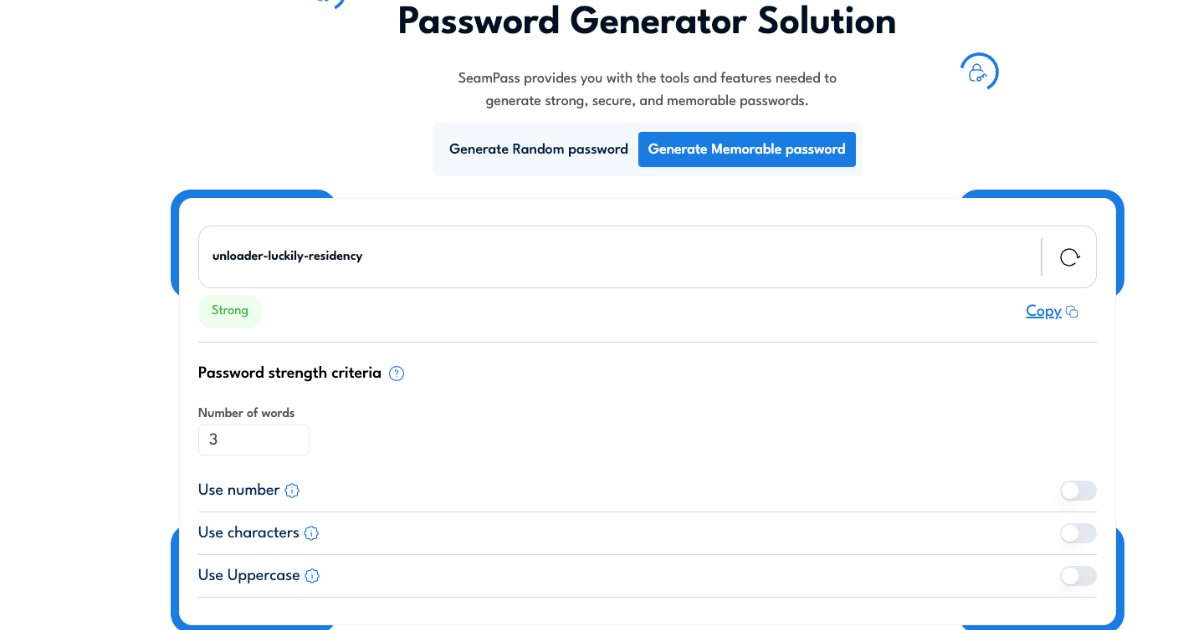 Password Generator Solution
SeamPass provides you with the tools and features needed to
generate strong, secure, and memorable passwords.
Generate Random password
Generate Memorable password
unloader-luckily-residency
Strong
Copy
Password strength criteria
Number of words
3
Use number
Use characters
Use Uppercase